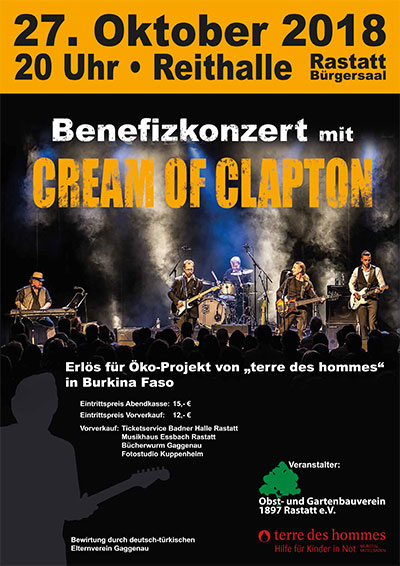 27. Oktober 2018
20 Uhr • Reithalle Rastatt
Bürgersaal
Benefizkonzert mit
CREAM OF CLAPTON
Erlös für Öko-Projekt von „terre des hommes“
in Burkina Faso
Eintrittspreis Abendkasse: 15,- €
Eintrittspreis Vorverkauf: 12,- €
Vorverkauf: Ticketservice Badner Halle Rastatt
Musikhaus Essbach Rastatt
Bücherwurm Gaggenau
Fotostudio Kuppenheim
Veranstalter:
Obst- und Gartenbauverein
1897 Rastatt e.V.
terre des hommes
Hilfe für Kinder in Not
Bewirtung durch deutsch-türkischen
Elternverein Gaggenau